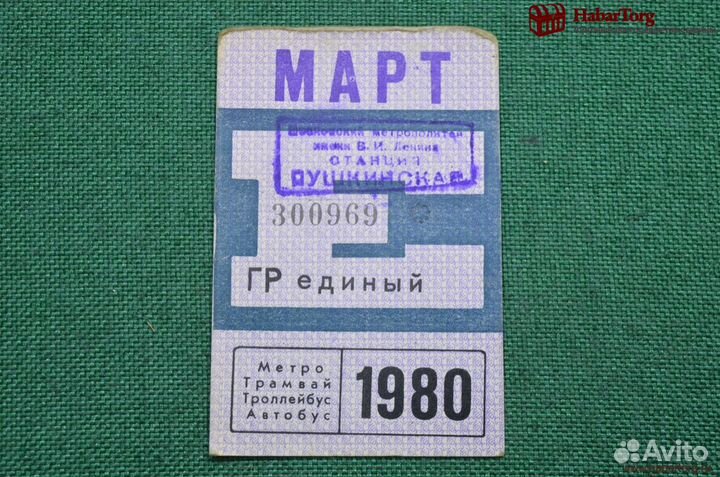 HabarTorg
МАРТ
Московский метрополитен
имени В. И. Ленина
СТАНЦИЯ
ПУШКИНСКАЯ
300969
ГР единый
Метро
Трамвай
Троллейбус
Автобус
1980
Avito